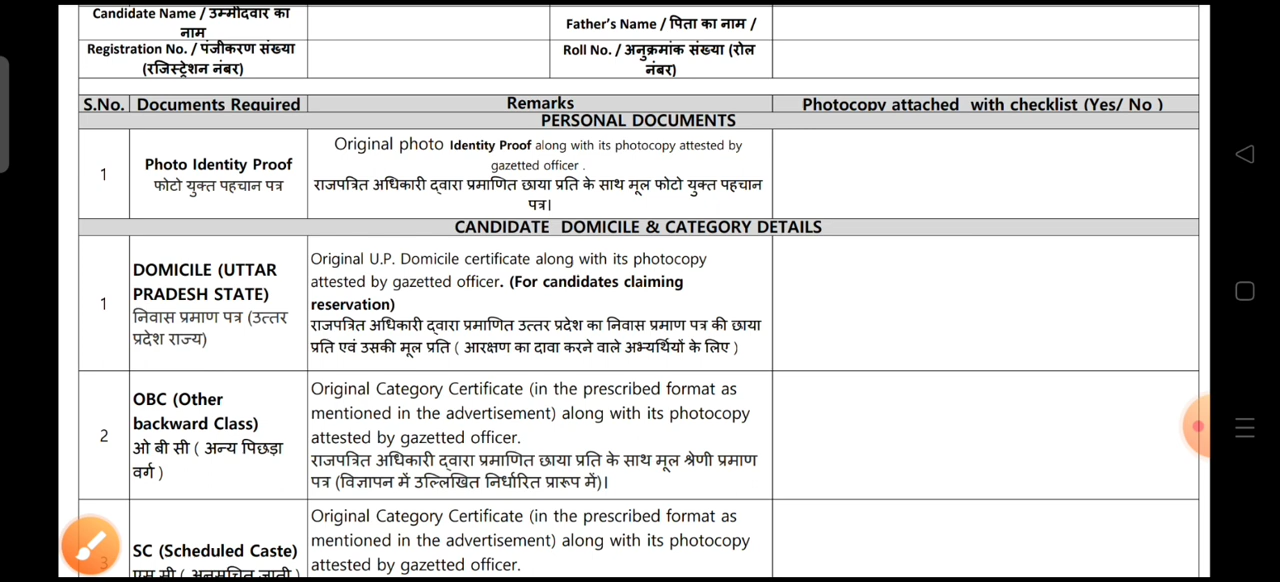 Candidate Name / उम्मीदवार का
नाम
Father's Name / पिता का नाम /
Registration No. / पंजीकरण संख्या
(रजिस्ट्रेशन नंबर)
Roll No. / अनुक्रमांक संख्या (रोल
नंबर)
S.No. Documents Required Remarks Photocopy attached with checklist (Yes/ No )
PERSONAL DOCUMENTS
1
Photo Identity Proof
फोटो युक्त पहचान पत्र
Original photo Identity Proof along with its photocopy attested by
gazetted officer .
राजपत्रित अधिकारी द्वारा प्रमाणित छाया प्रति के साथ मूल फोटो युक्त पहचान
पत्र।
CANDIDATE DOMICILE & CATEGORY DETAILS
1
DOMICILE (UTTAR
PRADESH STATE)
निवास प्रमाण पत्र (उत्तर
प्रदेश राज्य)
Original U.P. Domicile certificate along with its photocopy
attested by gazetted officer. (For candidates claiming
reservation)
राजपत्रित अधिकारी द्वारा प्रमाणित उत्तर प्रदेश का निवास प्रमाण पत्र की छाया
प्रति एवं उसकी मूल प्रति ( आरक्षण का दावा करने वाले अभ्यर्थियों के लिए )
2
OBC (Other
backward Class)
ओ बी सी ( अन्य पिछड़ा
वर्ग )
Original Category Certificate (in the prescribed format as
mentioned in the advertisement) along with its photocopy
attested by gazetted officer.
राजपत्रित अधिकारी द्वारा प्रमाणित छाया प्रति के साथ मूल श्रेणी प्रमाण
पत्र (विज्ञापन में उल्लिखित निर्धारित प्रारूप में)।
3
SC (Scheduled Caste)
एस सी ( अनुसूचित जाती )
Original Category Certificate (in the prescribed format as
mentioned in the advertisement) along with its photocopy
attested by gazetted officer.